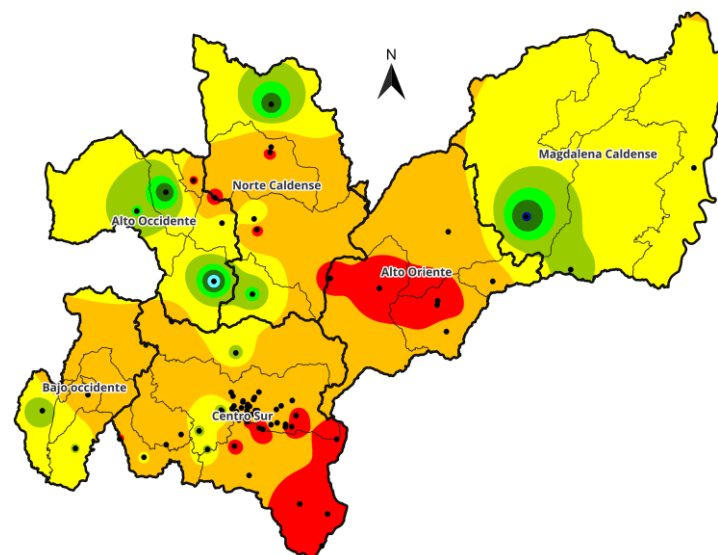 N
Magdalena Caldense
Norte Caldense
Alto Occidente
Alto Oriente
Bajo occidente
Centro Sur